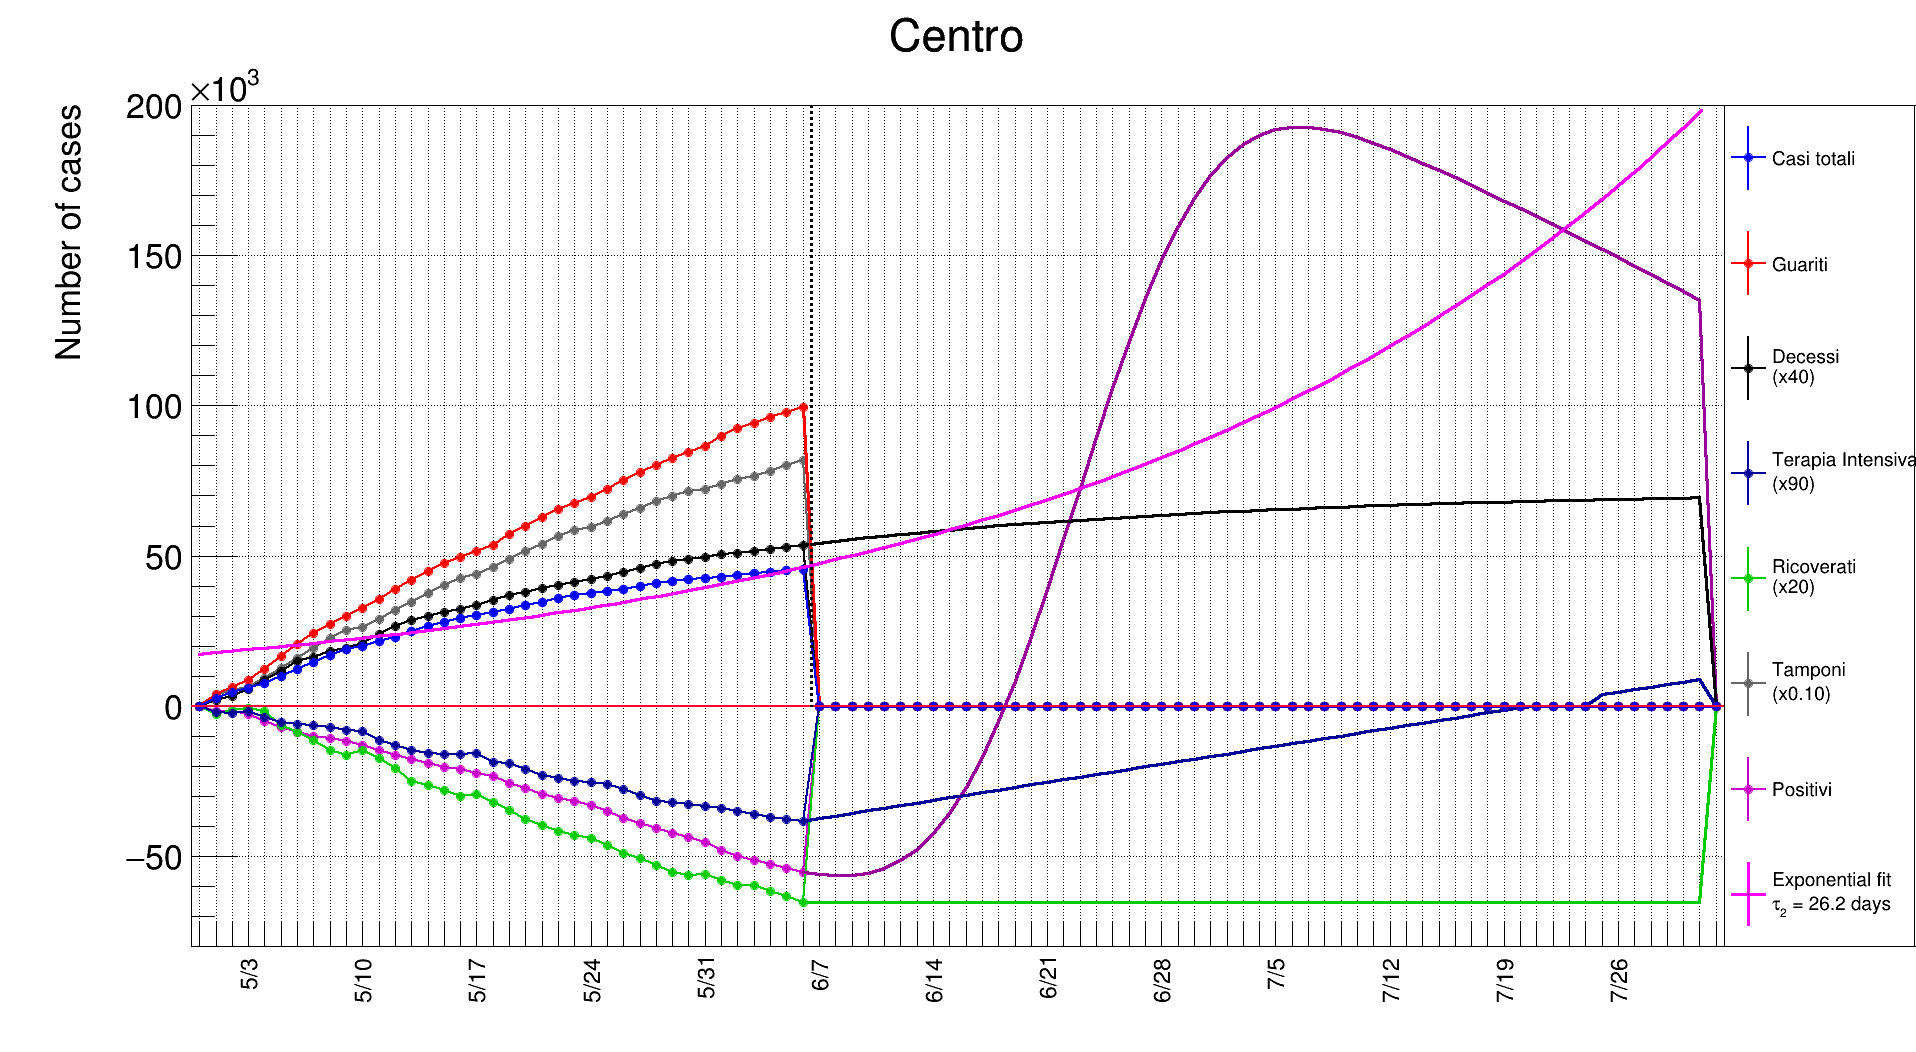 Centro
×10³
Number of cases
200
150
100
50
0
−50
5/3
5/10
5/17
5/24
5/31
6/7
6/14
6/21
6/28
7/5
7/12
7/19
7/26
Casi totali
Guariti
Decessi
(x40)
Terapia Intensiva
(x90)
Ricoverati
(x20)
Tamponi
(x0.10)
Positivi
Exponential fit
τ₂ = 26.2 days